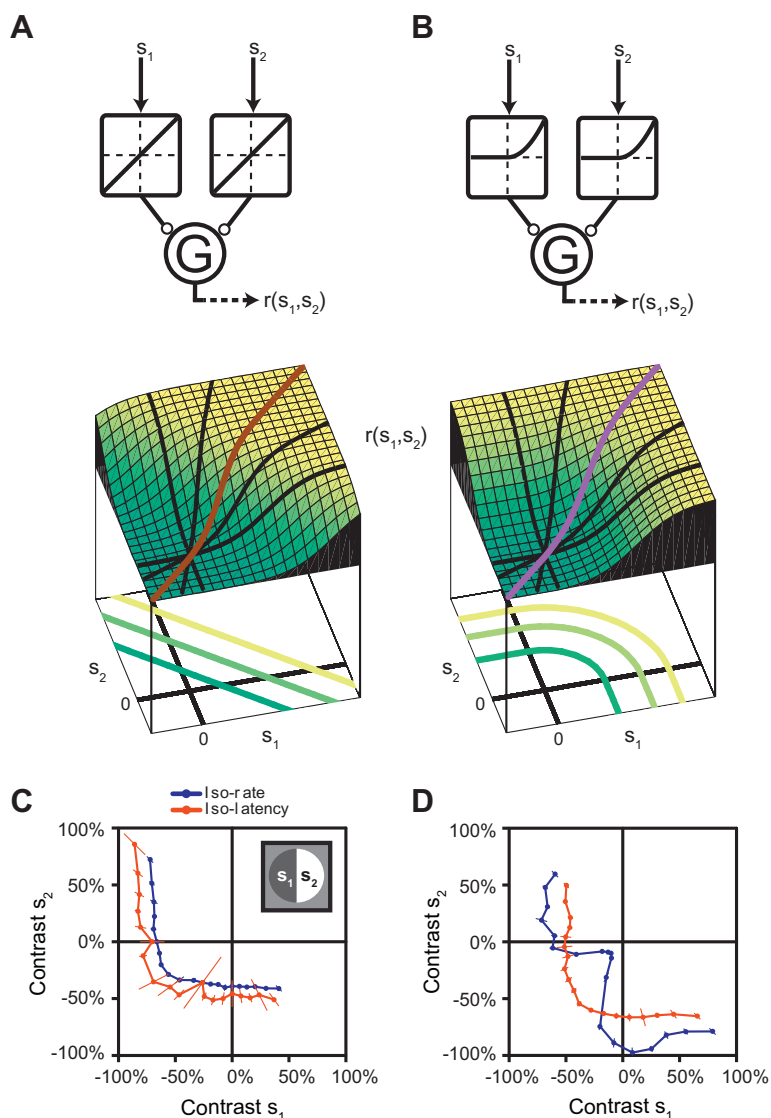 A
B
s1 s2
s1 s2
G
G
r(s1,s2)
r(s1,s2)
r(s1,s2)
s2
0
0
s1
s2
0
0
s1
C
Iso-rate
Iso-latency
D
100%
50%
0%
-50%
-100%
Contrast s2
s1 s2
-100% -50% 0% 50% 100%
Contrast s1
100%
50%
0%
-50%
-100%
Contrast s2
-100% -50% 0% 50% 100%
Contrast s1